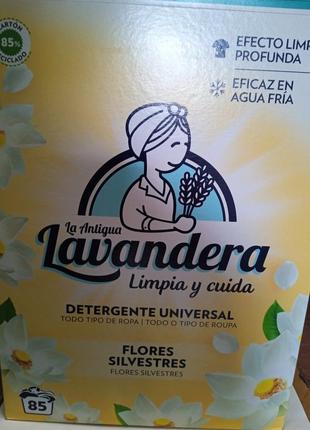 CARTÓN
85%
RECICLADO
EFECTO LIMP
PROFUNDA
EFICAZ EN
AGUA FRÍA
La Antigua
Lavandera
Limpia y cuida
DETERGENTE UNIVERSAL
TODO TIPO DE ROPA | TODO O TIPO DE ROUPA
FLORES
SILVESTRES
FLORES SILVESTRES
85